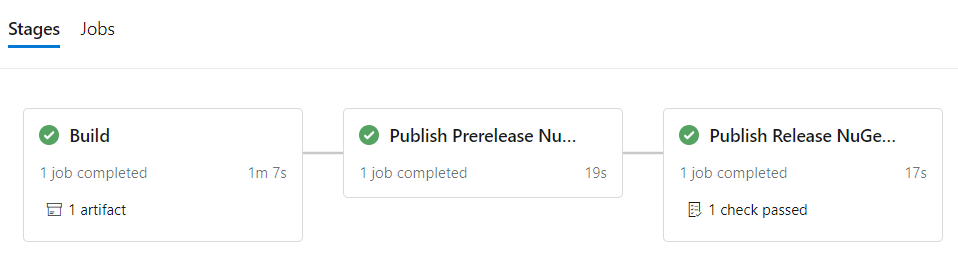 Stages Jobs
Build
1 job completed 1m 7s
1 artifact
Publish Prerelease Nu...
1 job completed 19s
Publish Release NuGe...
1 job completed 17s
1 check passed